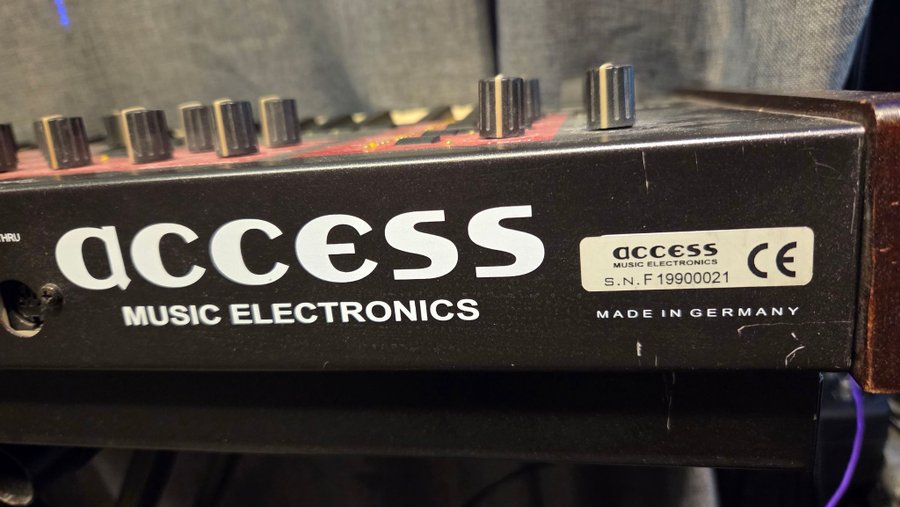 THRU
access
MUSIC ELECTRONICS
access
MUSIC ELECTRONICS
S.N. F 19900021
CE
MADE IN GERMANY